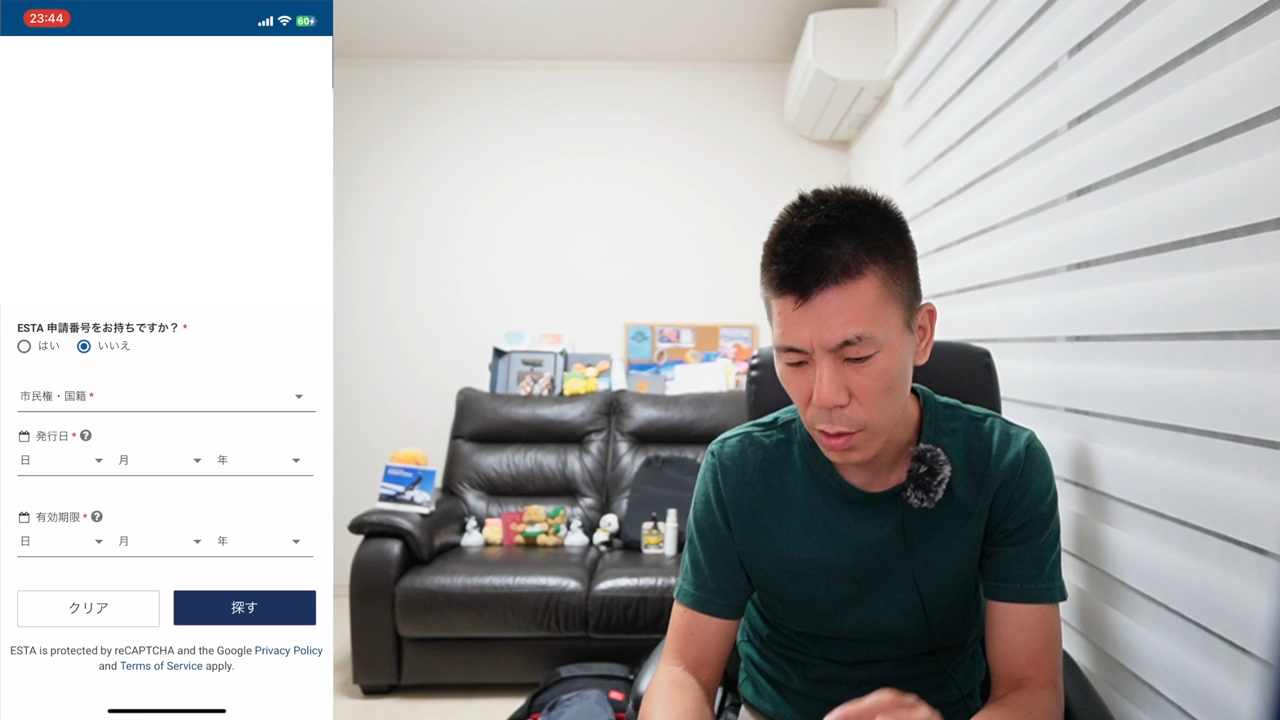 23:44
60
ESTA 申請番号をお持ちですか？ *
はい いいえ
市民権・国籍 *
発行日 * ?
日 月 年
有効期限 * ?
日 月 年
クリア 探す
ESTA is protected by reCAPTCHA and the Google Privacy Policy
and Terms of Service apply.